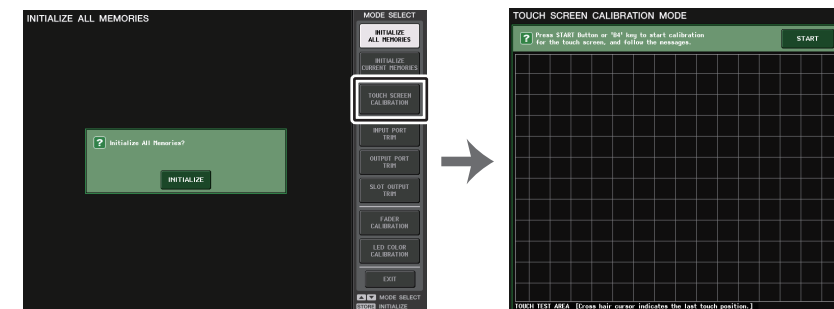 INITIALIZE ALL MEMORIES
Initialize All Memories?
INITIALIZE
MODE SELECT
INITIALIZE
ALL MEMORIES
INITIALIZE
CURRENT MEMORIES
TOUCH SCREEN
CALIBRATION
INPUT PORT
TRIM
OUTPUT PORT
TRIM
SLOT OUTPUT
TRIM
FADER
CALIBRATION
LED COLOR
CALIBRATION
EXIT
MODE SELECT
STORE INITIALIZE
TOUCH SCREEN CALIBRATION MODE
Press START Button or '04' key to start calibration
for the touch screen, and follow the messages.
START
TOUCH TEST AREA [Cross hair cursor indicates the last touch position.]